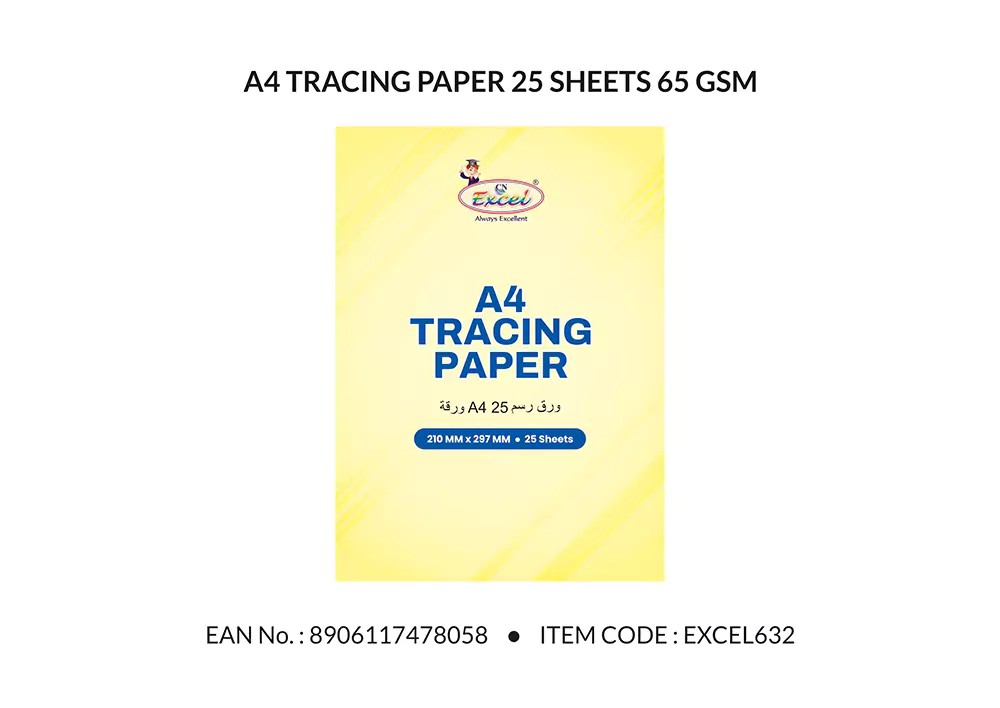 A4 TRACING PAPER 25 SHEETS 65 GSM
CN
Excel ®
Always Excellent
A4
TRACING
PAPER
ورق رسم A4 25 ورقة
210 MM x 297 MM ● 25 Sheets
EAN No. : 8906117478058 ● ITEM CODE : EXCEL632